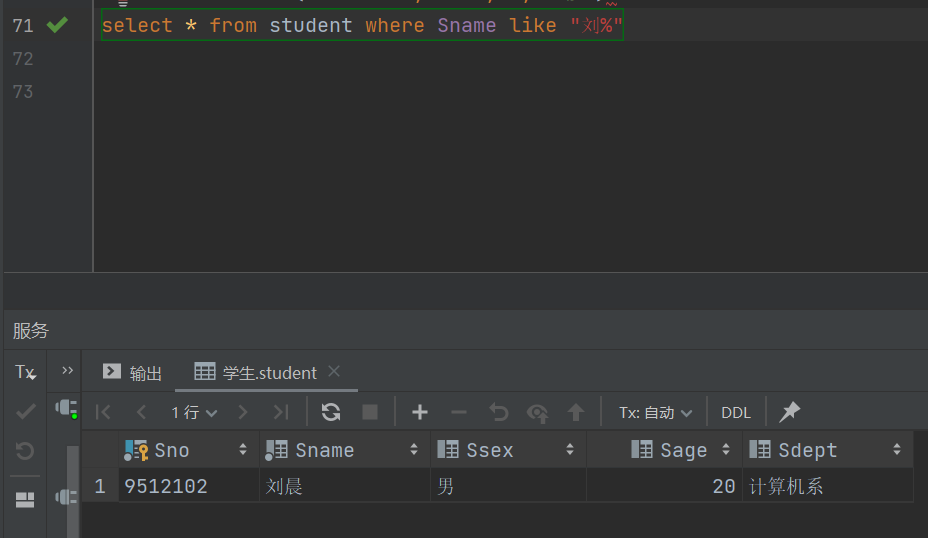 71 select * from student where Sname like "刘%"
72
73
服务
Tx 输出 学生.student
1 行 Tx: 自动 DDL
Sno Sname Ssex Sage Sdept
1 9512102 刘晨 男 20 计算机系